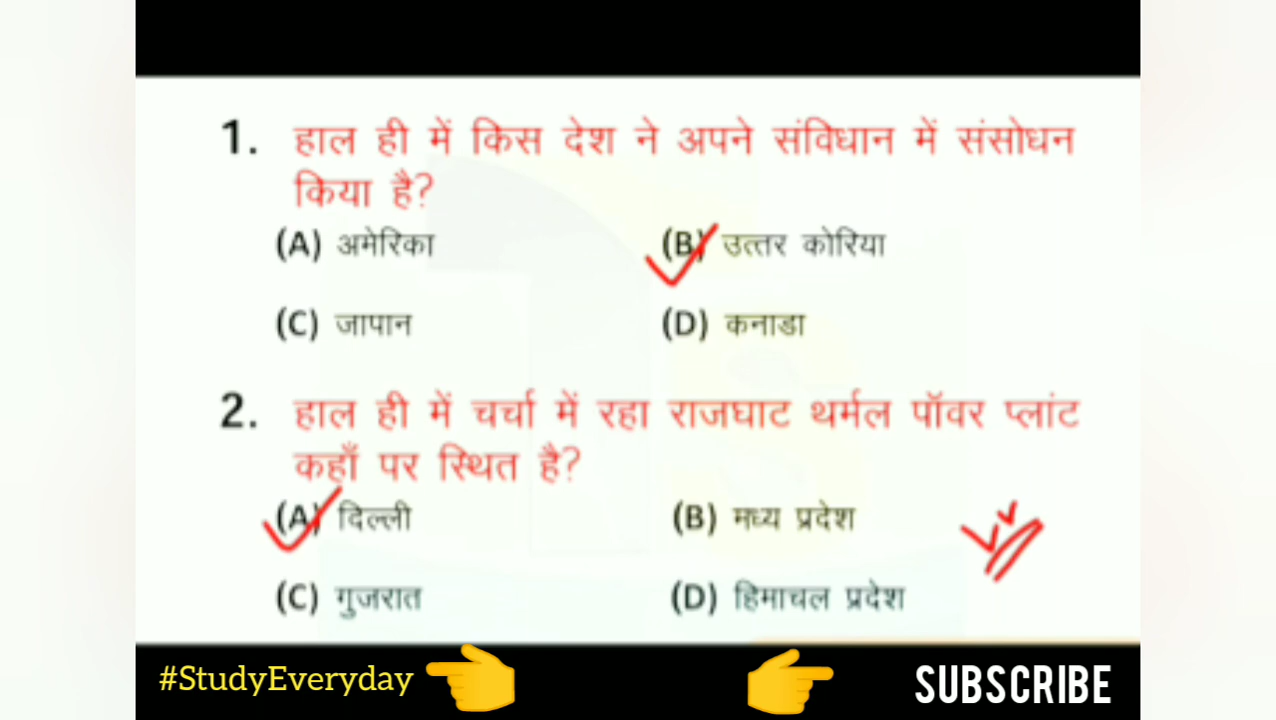 1. हाल ही में किस देश ने अपने संविधान में संसोधन
किया है?
(A) अमेरिका (B) उत्तर कोरिया
(C) जापान (D) कनाडा
2. हाल ही में चर्चा में रहा राजघाट थर्मल पॉवर प्लांट
कहाँ पर स्थित है?
(A) दिल्ली (B) मध्य प्रदेश
(C) गुजरात (D) हिमाचल प्रदेश
#StudyEveryday SUBSCRIBE